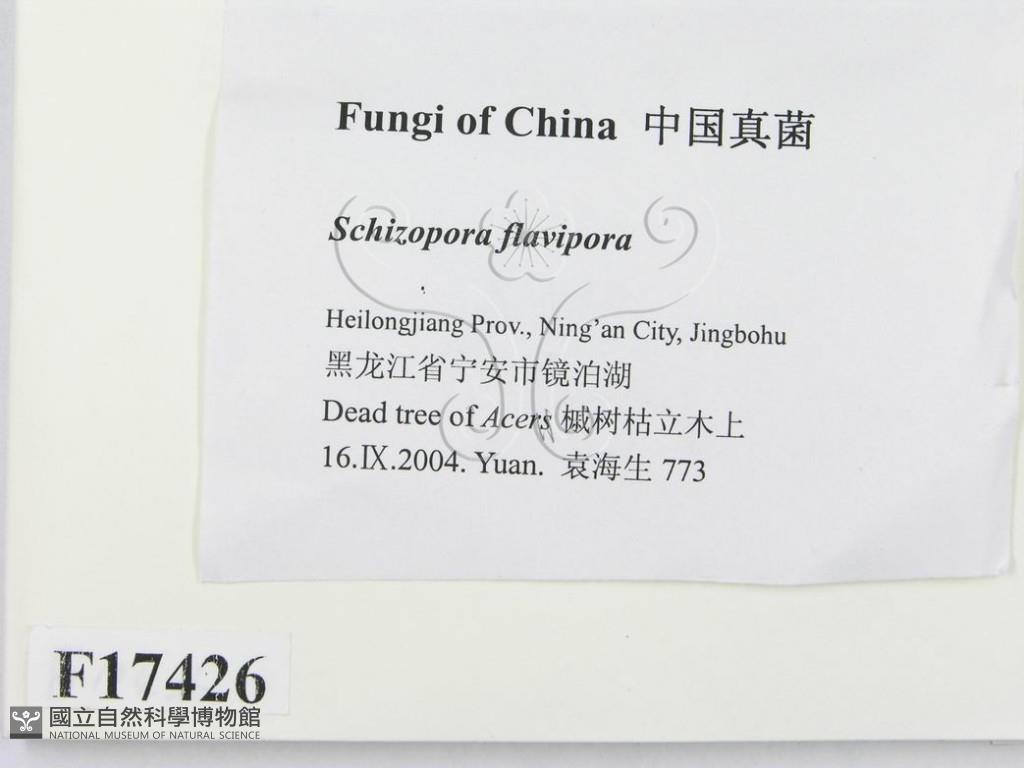 Fungi of China 中国真菌
Schizopora flavipora
Heilongjiang Prov., Ning'an City, Jingbohu
黑龙江省宁安市镜泊湖
Dead tree of Acers 槭树枯立木上
16.Ⅸ.2004. Yuan. 袁海生 773
F17426
國立自然科學博物館
NATIONAL MUSEUM OF NATURAL SCIENCE